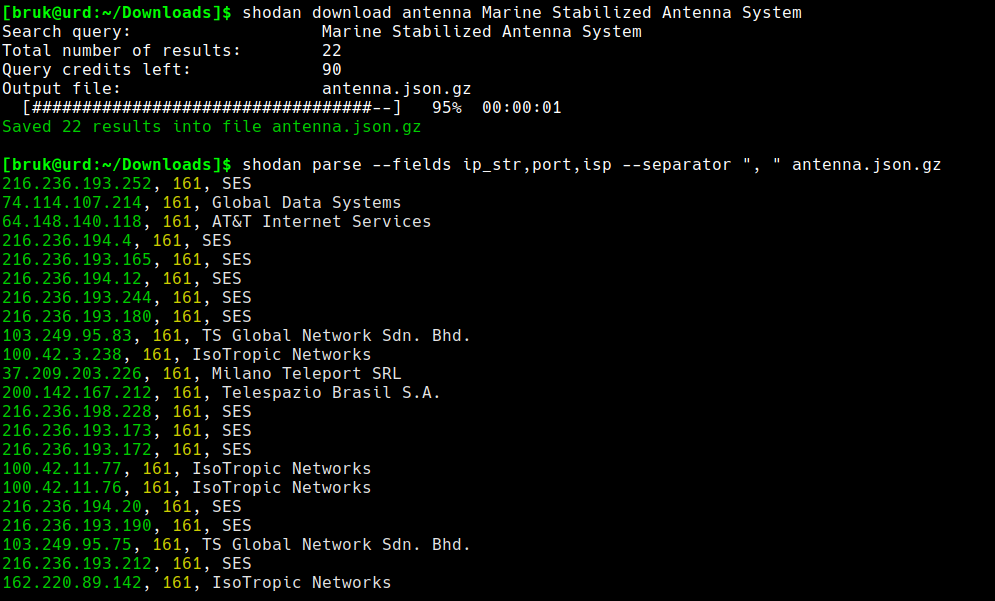 [bruk@urd:~/Downloads]$ shodan download antenna Marine Stabilized Antenna System
Search query: Marine Stabilized Antenna System
Total number of results: 22
Query credits left: 90
Output file: antenna.json.gz
[##################################--] 95% 00:00:01
Saved 22 results into file antenna.json.gz
[bruk@urd:~/Downloads]$ shodan parse --fields ip_str,port,isp --separator ", " antenna.json.gz
216.236.193.252, 161, SES
74.114.107.214, 161, Global Data Systems
64.148.140.118, 161, AT&T Internet Services
216.236.194.4, 161, SES
216.236.193.165, 161, SES
216.236.194.12, 161, SES
216.236.193.244, 161, SES
216.236.193.180, 161, SES
103.249.95.83, 161, TS Global Network Sdn. Bhd.
100.42.3.238, 161, IsoTropic Networks
37.209.203.226, 161, Milano Teleport SRL
200.142.167.212, 161, Telespazio Brasil S.A.
216.236.198.228, 161, SES
216.236.193.173, 161, SES
216.236.193.172, 161, SES
100.42.11.77, 161, IsoTropic Networks
100.42.11.76, 161, IsoTropic Networks
216.236.194.20, 161, SES
216.236.193.190, 161, SES
103.249.95.75, 161, TS Global Network Sdn. Bhd.
216.236.193.212, 161, SES
162.220.89.142, 161, IsoTropic Networks